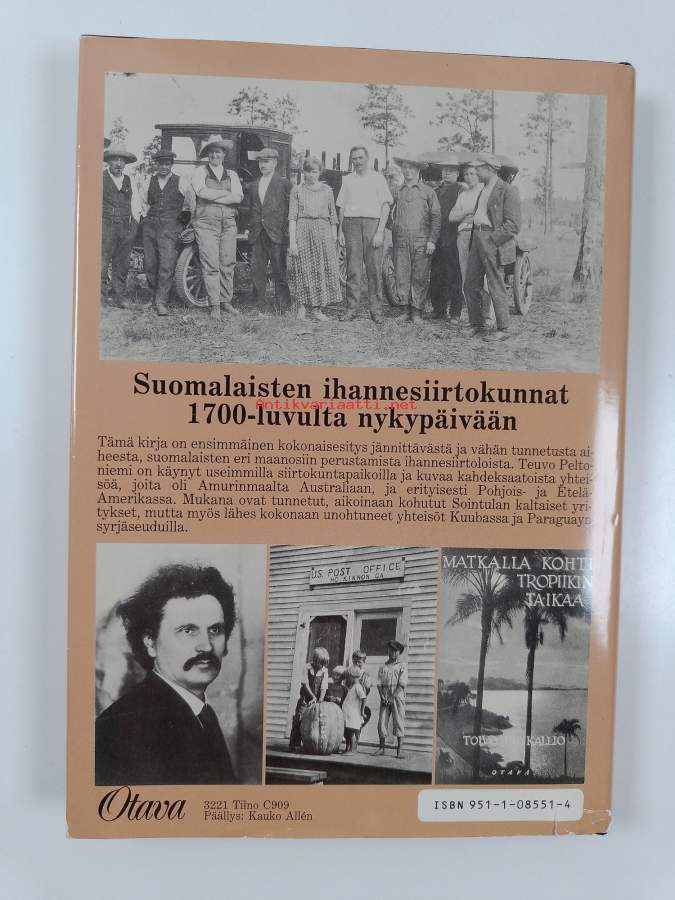 Suomalaisten ihannesiirtokunnat
1700-luvulta nykypäivään
Antikvariaatti.net
Tämä kirja on ensimmäinen kokonaisesitys jännittävästä ja vähän tunnetusta ai-
heesta, suomalaisten eri maanosiin perustamista ihannesiirtoloista. Teuvo Pelto-
niemi on käynyt useimmilla siirtokuntapaikoilla ja kuvaa kahdeksaatoista yhtei-
söä, joita oli Amurinmaalta Australiaan, ja erityisesti Pohjois- ja Etelä-
Amerikassa. Mukana ovat tunnetut, aikoinaan kohutut Sointulan kaltaiset yri-
tykset, mutta myös lähes kokonaan unohtuneet yhteisöt Kuubassa ja Paraguayn
syrjäseuduilla.
U.S. POST OFFICE
MC KINNON GA.
MATKALLA KOHTI
TROPIIKIN
TAIKAA
KALLIO
OTAVA
Otava
3221 Tilno C909
Päällys: Kauko Allén
ISBN 951-1-08551-4